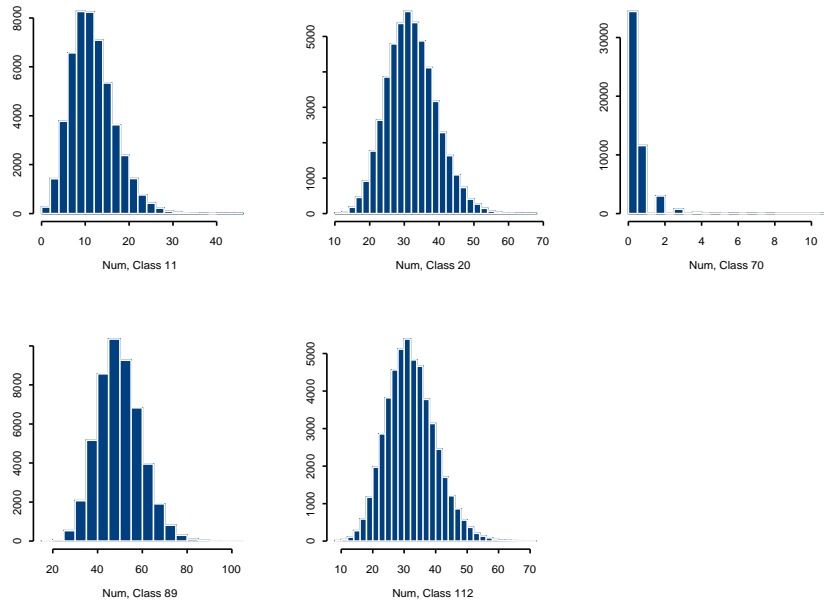 0 2000 4000 6000 8000
0 10 20 30 40
Num, Class 11
0 1000 3000 5000
10 20 30 40 50 60 70
Num, Class 20
0 10000 20000 30000
0 2 4 6 8 10
Num, Class 70
0 2000 4000 6000 8000
20 40 60 80 100
Num, Class 89
0 1000 2000 3000 4000 5000
10 20 30 40 50 60 70
Num, Class 112